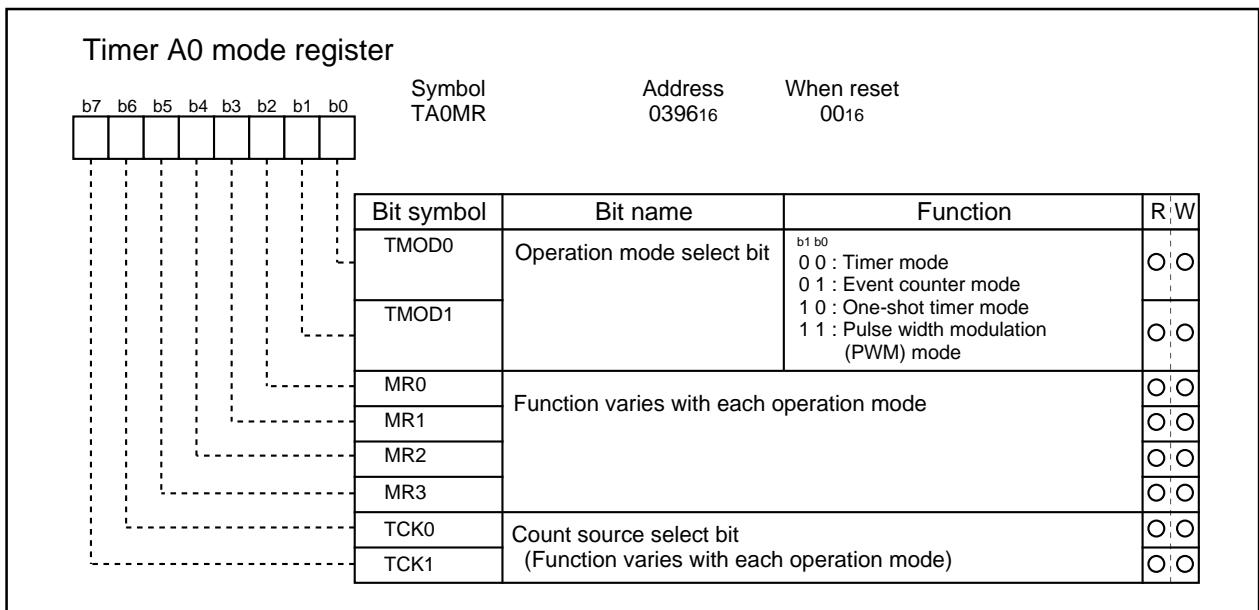 Timer A0 mode register
Symbol Address When reset
TA0MR 039616 0016
b7 b6 b5 b4 b3 b2 b1 b0
Bit symbol Bit name Function R W
TMOD0 Operation mode select bit
b1 b0
0 0 : Timer mode
0 1 : Event counter mode
TMOD1
1 0 : One-shot timer mode
1 1 : Pulse width modulation
(PWM) mode
MR0
Function varies with each operation mode
MR1
MR2
MR3
TCK0
Count source select bit
(Function varies with each operation mode)
TCK1